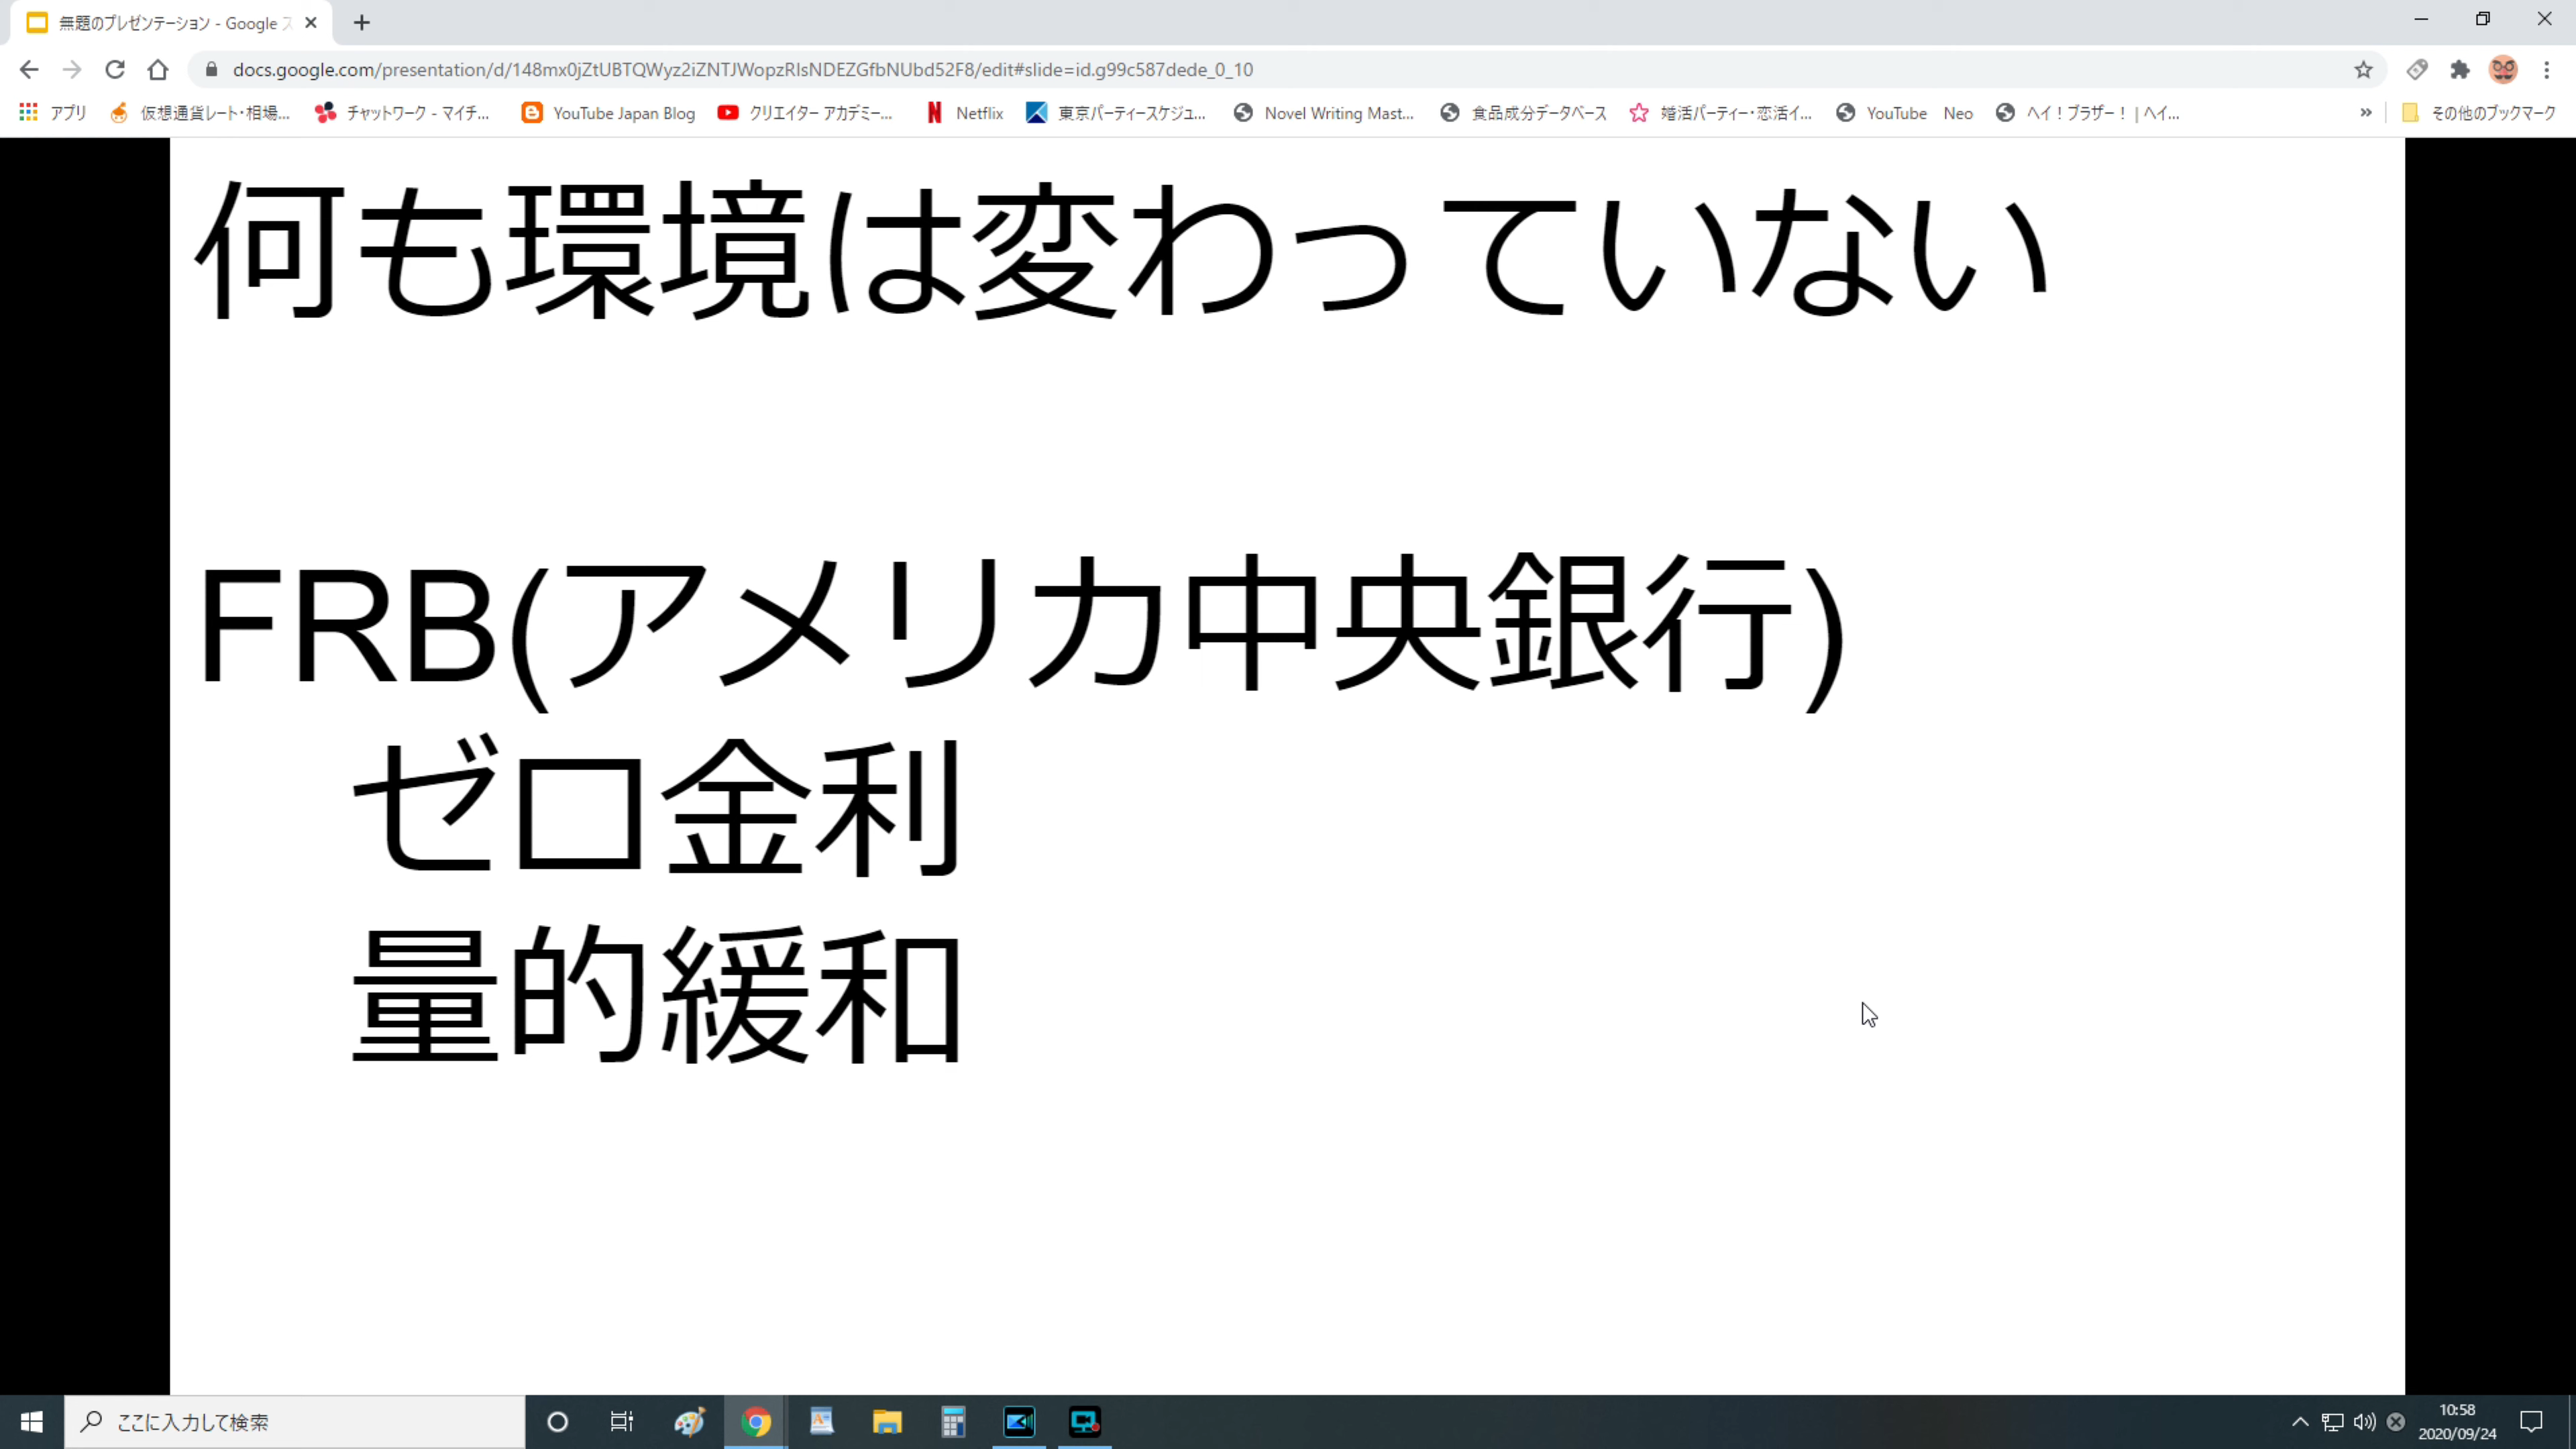 無題のプレゼンテーション - Google ス
docs.google.com/presentation/d/148mx0jZtUBTQWyz2iZNTJWopzRIsNDEZGfbNUbd52F8/edit#slide=id.g99c587dede_0_10
アプリ 仮想通貨レート・相場... チャットワーク - マイチ... YouTube Japan Blog クリエイター アカデミー... Netflix 東京パーティースケジュ... Novel Writing Mast... 食品成分データベース 婚活パーティー・恋活イ... YouTube Neo ヘイ！ブラザー！ | ヘイ... » その他のブックマーク
何も環境は変わっていない
FRB(アメリカ中央銀行)
ゼロ金利
量的緩和
ここに入力して検索
10:58
2020/09/24